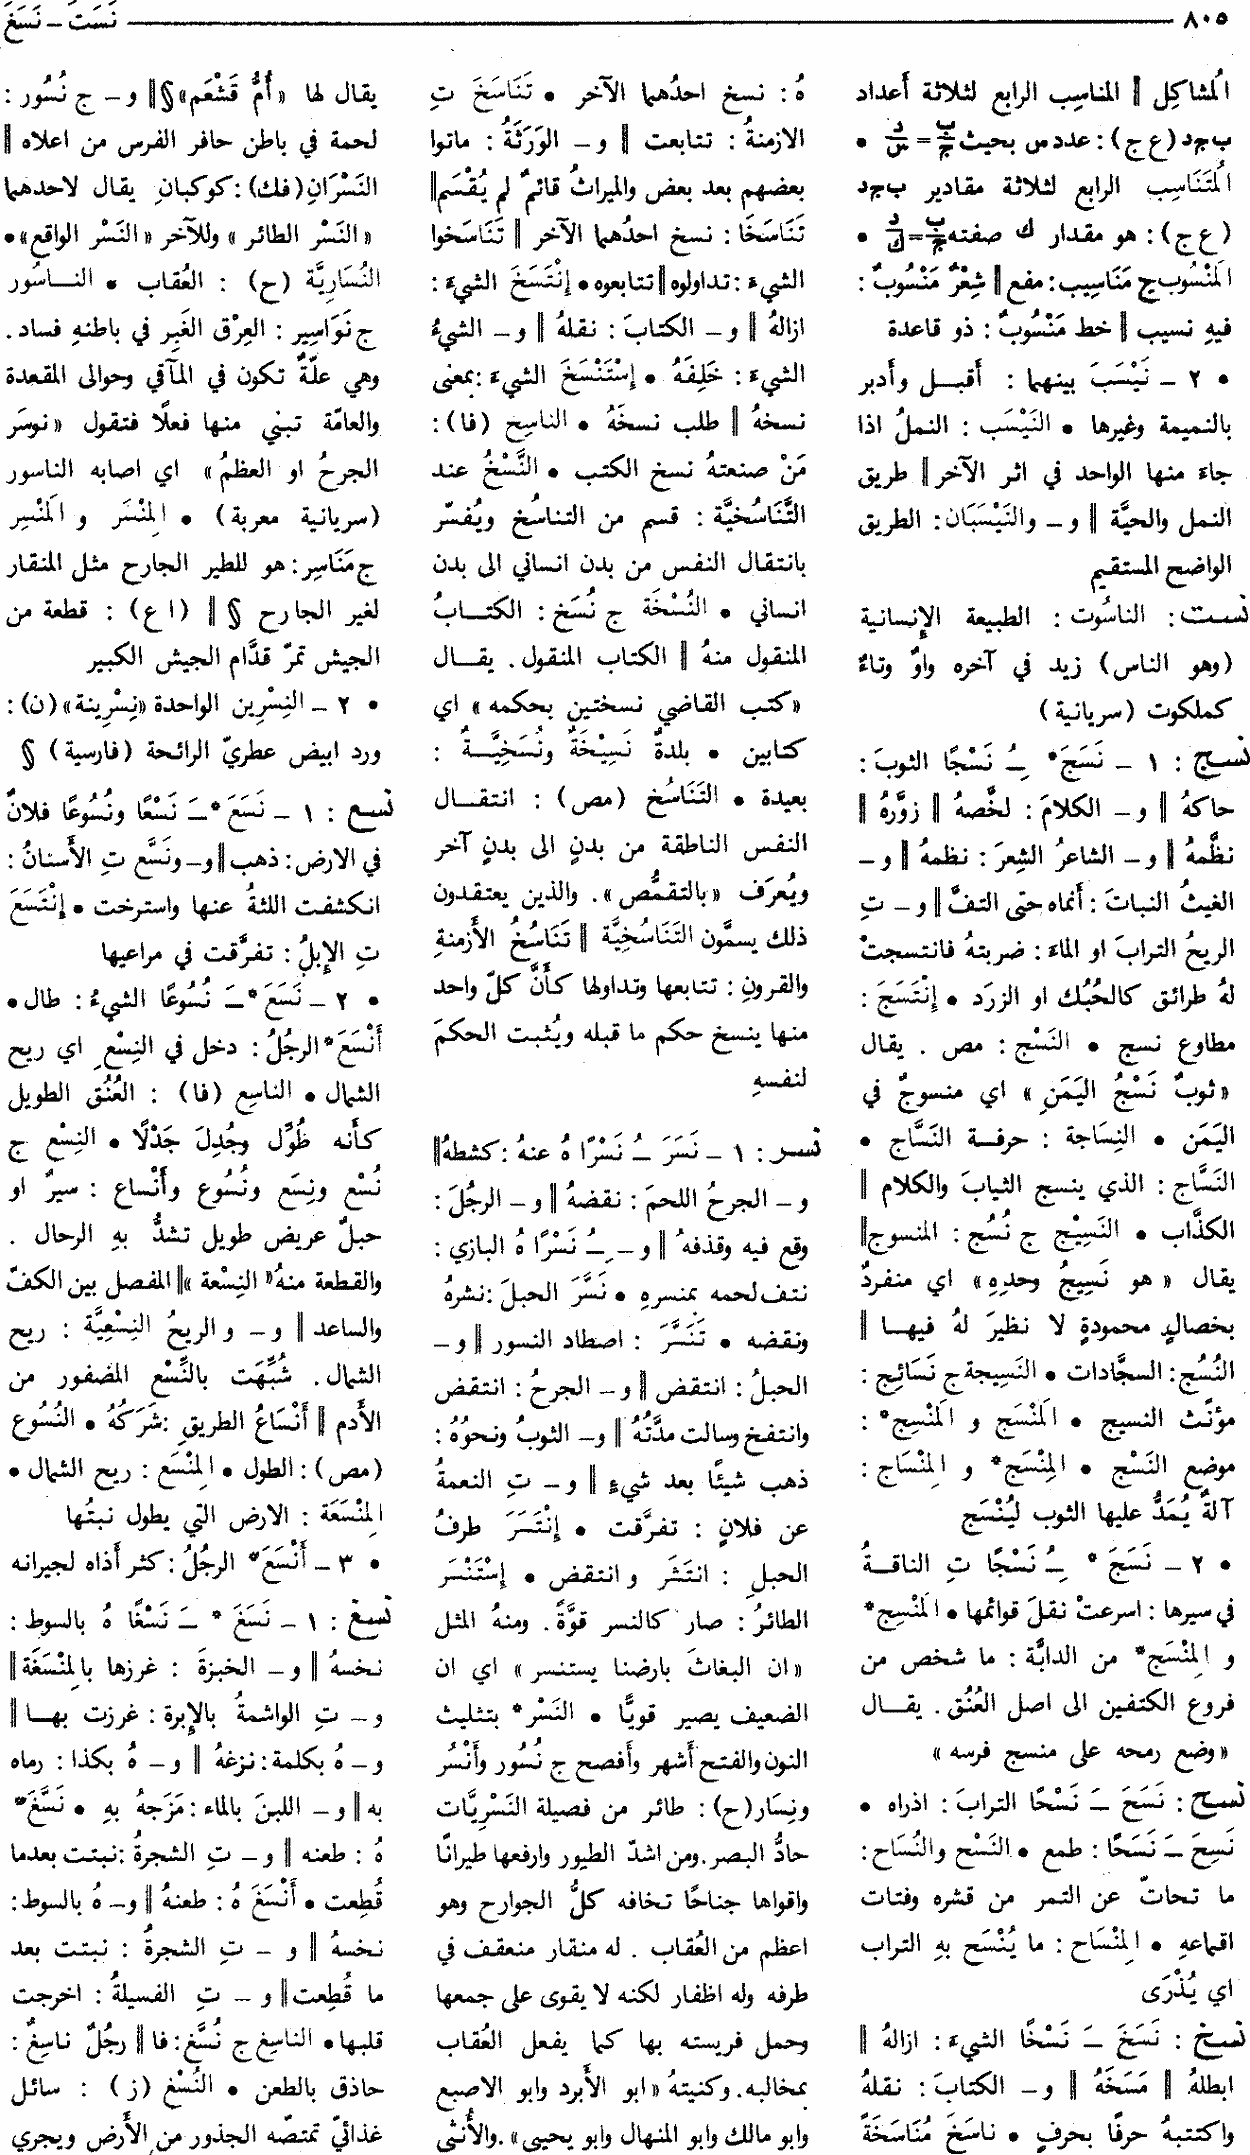 ٨٠٥
نَسَتَ — نَسَغَ
المُشاكِل ‖ المناسِب الرابع لثلاثة أعداد
ب ج د (ع ج) : عدد س بحيث ب/ج = د/س •
المُتَنَاسِب الرابع لثلاثة مقادير ب ج د
(ع ج) : هو مقدار ك صفته ب/ج = د/ك •
المَنْسُوب ج مَنَاسِيب : مفع ‖ شِعْرٌ مَنْسُوبٌ :
فيهِ نسيب ‖ خط مَنْسُوبٌ : ذو قاعدة
• ٢ – نَيْسَبَ بينهما : أقبـل وأدبر
بالنميمة وغيرها • النَيْسَب : النملُ اذا
جاءَ منها الواحد في اثر الآخر ‖ طريق
النمل والحيَّة ‖ و – والنَيْسَبَان : الطريق
الواضح المستقيم
نست : الناسُوت : الطبيعة الإنسانية
(وهو الناس) زيد في آخره واوٌ وتاءٌ
كملكوت (سريانية)
نسج : ١ – نَسَجَ* ـِـُ نَسْجًا الثوبَ :
حاكهُ ‖ و – الكلامَ : لخَّصهُ ‖ زوَّرهُ ‖
نظَّمهُ ‖ و – الشاعرُ الشِعرَ : نظمهُ ‖ و –
الغيثُ النباتَ : أنماه حتى التفَّ ‖ و – تِ
الريحُ الترابَ او الماءَ : ضربتهُ فانتسجتْ
لهُ طرائق كالحُبُك او الزرَد • إنْتَسَجَ :
مطاوع نسج • النَسْج : مص . يقال
«ثوبٌ نَسْجُ اليَمَنِ» اي منسوجٌ في
اليَمَن • النِسَاجة : حرفـة النَسَّاج •
النَسَّاج : الذي ينسج الثيابَ والكلام ‖
الكذَّاب • النَسِيْج ج نُسُج : المنسوج ‖
يقال «هو نَسِيجُ وحدِهِ» اي منفردٌ
بخصالٍ محمودةٍ لا نظيرَ لهُ فيهـا ‖
النُسُج : السجَّادات • النَسِيجة ج نَسَائِج :
مؤنَّث النسيج • المَنْسَج و المَنْسِج* :
موضع النَسْج • المِنْسَج* و المِنْسَاج :
آلةٌ يُمَدُّ عليها الثوب ليُنْسَج
• ٢ – نَسَجَ* ـِـُ نَسْجًا تِ الناقـةُ
في سيرها : اسرعتْ نقلَ قوائمها • المَنْسِج*
و المِنْسَج* من الدابَّة : ما شخص من
فروع الكتفين الى اصل العُنُق . يقـال
«وضع رمحه على منسج فرسه»
نسح : نَسَحَ ـَ نَسْحًا الترابَ : اذراه •
نَسِحَ ـَ نَسَحًا : طمع • النَسْح والنُسَاح :
ما تحاتّ عن التمر من قشره وفتات
اقماعهِ • المِنْسَاح : ما يُنْسَح بهِ التراب
اي يُذْرَى
نسخ : نَسَخَ ـَ نَسْخًا الشيءَ : ازالهُ ‖
ابطلهُ ‖ مَسَخَهُ ‖ و – الكتابَ : نقلهُ
واكتتبهُ حرفًا بحرفٍ • ناسَخَ مُنَاسَخَةً
هُ : نسخ احدُهما الآخر • تَنَاسَخَ تِ
الازمنةُ : تتابعت ‖ و – الوَرَثَةُ : ماتوا
بعضهم بعد بعض والميراثُ قائمٌ لم يُقْسَم ‖
تَنَاسَخَا : نسخ احدُهما الآخر ‖ تَنَاسَخوا
الشيءَ : تداولوه ‖ تتابعوه • إنْتَسَخَ الشيءَ :
ازالهُ ‖ و – الكتابَ : نقلهُ ‖ و – الشيءُ
الشيءَ : خَلِفَهُ • إسْتَنْسَخَ الشيءَ : بمعنى
نسخهُ ‖ طلب نسخَهُ • الناسِخ (فا) :
مَنْ صنعتهُ نسخ الكتب • النَّسْخُ عند
التَّنَاسُخيَّة : قسم من التناسُخ ويُفسّر
بانتقال النفس من بدن انساني الى بدن
انساني • النُسْخَة ج نُسَخ : الكتـابُ
المنقول منهُ ‖ الكتاب المنقول . يقـال
«كتب القاضي نسختين بحكمه» اي
كتابين • بلدةٌ نَسِيْخَةٌ ونُسَخِيَّـةٌ :
بعيدة • التَنَاسُخ (مص) : انتقـال
النفس الناطقة من بدنٍ الى بدنٍ آخر
ويُعرَف «بالتقمُّص» . والذين يعتقدون
ذلك يسمَّون التَنَاسُخِيَّة ‖ تَنَاسُخُ الأَزمنةِ
والقرونِ : تتابعها وتداولها كأَنَّ كلّ واحد
منها ينسخ حكم ما قبله ويُثبت الحكمَ
لنفسهِ
نسر : ١ – نَسَرَ ـُ نَسْرًا هُ عنهُ : كشطهُ ‖
و – الجرحُ اللحمَ : نقضهُ ‖ و – الرجُلَ :
وقع فيه وقذفهُ ‖ و – ـِـُ نَسْرًا هُ البازي :
نتف لحمه بمنسرهِ • نَسَّرَ الحبلَ : نشرهُ
ونقضه • تَنَسَّرَ : اصطاد النسور ‖ و –
الحبلُ : انتقض ‖ و – الجرحُ : انتقض
وانتفخ وسالت مدَّتُهُ ‖ و – الثوبُ ونحوُهُ :
ذهب شيئًا بعد شيءٍ ‖ و – تِ النعمةُ
عن فلانٍ : تفرَّقت • إنْتَسَرَ طرفُ
الحبلِ : انتَشَر وانتقض • إسْتَنْسَر
الطائرُ : صار كالنسر قوَّةً . ومنهُ المثل
«ان البغاثَ بارضنا يستنسر» اي ان
الضعيف يصير قويًّا • النَسْر* بتثليث
النون والفتح أشهر وأفصح ج نُسُور وأنْسُر
ونِسَار (ح) : طائر من فصيلة النَسْرِيَّات
حادُّ البصر . ومن اشدّ الطيور وارفعها طيرانًا
واقواها جناحًا تخافه كلُّ الجوارح وهو
اعظم من العُقاب . له منقار منعقف في
طرفه وله اظفار لكنه لا يقوى على جمعها
وحمل فريسته بها كما يفعل العُقاب
بمخالبه . وكنيتهُ «ابو الأَبرد وابو الاصبع
وابو مالك وابو المنهال وابو يحيى» . والأُنثى
يقال لها «أُمُّ قَشْعَم» § ‖ و – ج نُسُور :
لحمة في باطن حافر الفرس من اعلاه ‖
النَسْرَانِ (فك) : كوكبانِ يقال لاحدهما
«النَسْر الطائر» وللآخر «النَسْر الواقع» •
النُسَارِيَّة (ح) : العُقاب • النـاسُور
ج نَوَاسِير : العِرْق الغَبِر في باطنهِ فساد .
وهي علّةٌ تكون في المآقي وحوالى المقعدة
والعامّة تبني منها فعلًا فتقول «نوسَر
الجرحُ او العظمُ» اي اصابه الناسور
(سريانية معربة) • المِنْسَر و المَنْسِر
ج مَنَاسِر : هو للطير الجارح مثل المنقار
لغير الجارح § ‖ (ا ع) : قطعة من
الجيش تمرّ قدَّام الجيش الكبير
• ٢ – النِسْرِين الواحدة «نِسْرِينة» (ن) :
ورد ابيض عطريّ الرائحة (فارسية) §
نسع : ١ – نَسَعَ* ـَ نَسْعًا ونُسُوعًا فلانٌ
في الارض : ذهب ‖ و – ونَسَّع تِ الأَسنانُ :
انكشفت اللثةُ عنها واسترخت • إنْتَسَعَ
تِ الإبلُ : تفرَّقت في مراعيها
• ٢ – نَسَعَ* ـَ نُسُوعًا الشيءُ : طال •
أَنْسَعَ* الرجُلُ : دخل في النِسْعِ اي ريح
الشمال • الناسِع (فا) : العُنُق الطويل
كأنه طُوِّل وجُدِلَ جَدْلًا • النِسْع ج
نُسْع ونِسَع ونُسُوع وأنْساع : سيرٌ او
حبلٌ عريض طويل تشدُّ بهِ الرحال .
والقطعة منهُ «النِسْعة» ‖ المفصل بين الكفّ
والساعد ‖ و – و الريحُ النِسْعِيَّة : ريح
الشمال . شُبِّهَت بالنِّسْع المضفور من
الأَدم ‖ أَنْسَاعُ الطريقِ : شَرَكُهُ • النُسُوع
(مص) : الطول • المِنْسَع : ريح الشمال •
المِنْسَعَة : الارض التي يطول نبتُها
• ٣ – أَنْسَعَ* الرجُلُ : كثر أذاه لجيرانه
نسغ : ١ – نَسَغَ* ـَ نَسْغًا هُ بالسوط :
نخسهُ ‖ و – الخبزةَ : غرزها بالمِنْسَغَة ‖
و – تِ الواشمةُ بالإبرة : غرزت بهـا ‖
و – هُ بكلمة : نزغهُ ‖ و – هُ بكذا : رماه
به ‖ و – اللبنَ بالماء : مَزَجهُ بهِ • نَسَّغَ*
هُ : طعنه ‖ و – تِ الشجرةُ : نبتت بعدما
قُطِعت • أَنْسَغَ هُ : طعنهُ ‖ و – هُ بالسوط :
نخسهُ ‖ و – تِ الشجرةُ : نبتت بعد
ما قُطِعت ‖ و – تِ الفسيلةُ : اخرجت
قلبها • الناسِغ ج نُسَّغ : فا ‖ رجُلٌ ناسِغٌ :
حاذق بالطعن • النُسْغ (ز) : سائـل
غذائيّ تمتصّه الجذور من الأَرض ويجري